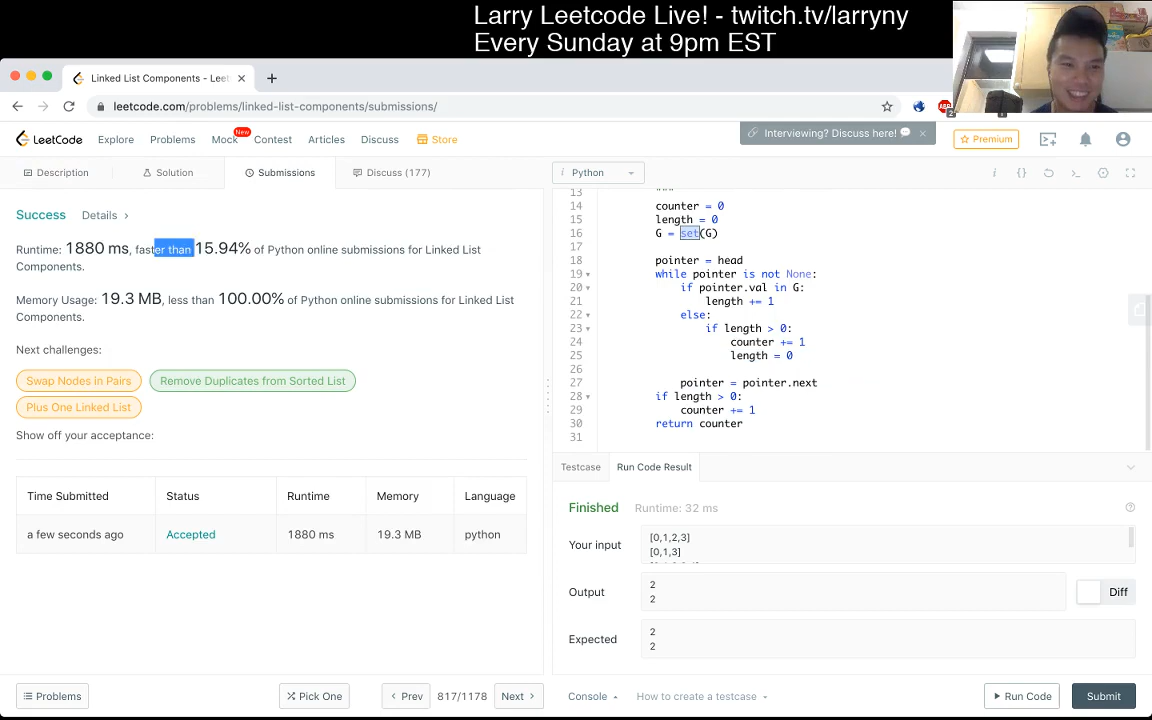 Larry Leetcode Live! - twitch.tv/larryny
Every Sunday at 9pm EST
Linked List Components - Leet
leetcode.com/problems/linked-list-components/submissions/
LeetCode
Explore
Problems
Mock
New
Contest
Articles
Discuss
Store
Interviewing? Discuss here!
Premium
Description
Solution
Submissions
Discuss (177)
i Python
Success
Details
Runtime: 1880 ms, faster than 15.94% of Python online submissions for Linked List
Components.
Memory Usage: 19.3 MB, less than 100.00% of Python online submissions for Linked List
Components.
Next challenges:
Swap Nodes in Pairs
Remove Duplicates from Sorted List
Plus One Linked List
Show off your acceptance:
Time Submitted Status Runtime Memory Language
a few seconds ago Accepted 1880 ms 19.3 MB python
13 """
14 counter = 0
15 length = 0
16 G = set(G)
17
18 pointer = head
19 while pointer is not None:
20 if pointer.val in G:
21 length += 1
22 else:
23 if length > 0:
24 counter += 1
25 length = 0
26
27 pointer = pointer.next
28 if length > 0:
29 counter += 1
30 return counter
31
Testcase
Run Code Result
Finished
Runtime: 32 ms
Your input
[0,1,2,3]
[0,1,3]
Output
2
2
Diff
Expected
2
2
Problems
Pick One
Prev
817/1178
Next
Console
How to create a testcase
Run Code
Submit